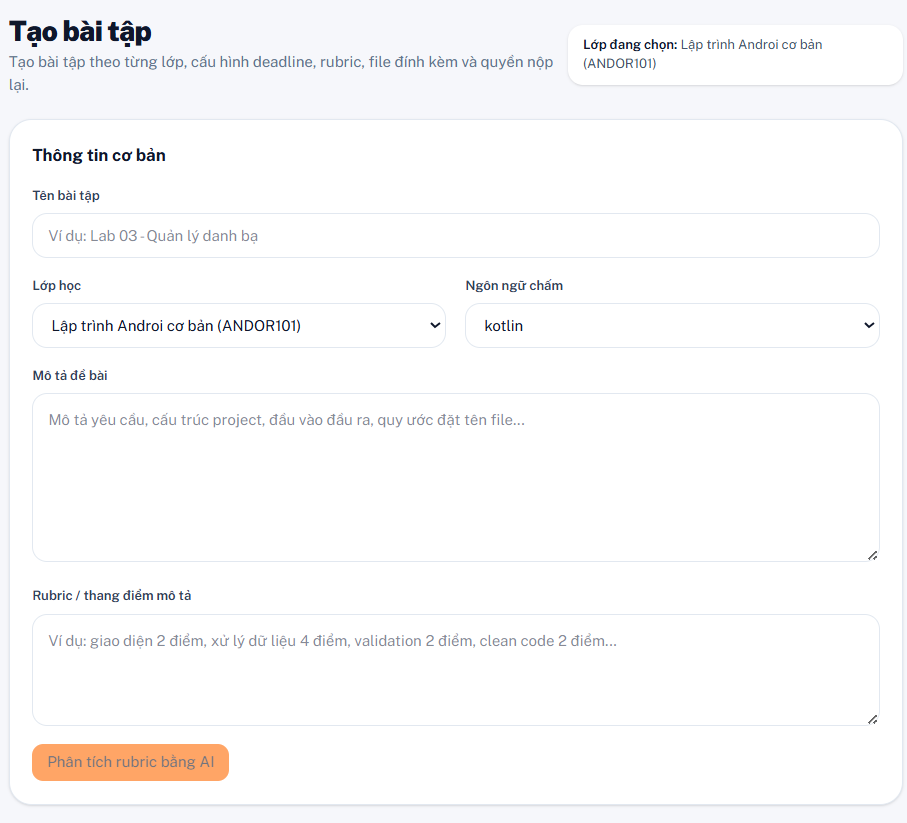 Tạo bài tập
Tạo bài tập theo từng lớp, cấu hình deadline, rubric, file đính kèm và quyền nộp
lại.
Lớp đang chọn: Lập trình Androi cơ bản
(ANDOR101)
Thông tin cơ bản
Tên bài tập
Ví dụ: Lab 03 - Quản lý danh bạ
Lớp học
Ngôn ngữ chấm
Lập trình Androi cơ bản (ANDOR101)
kotlin
Mô tả đề bài
Mô tả yêu cầu, cấu trúc project, đầu vào đầu ra, quy ước đặt tên file...
Rubric / thang điểm mô tả
Ví dụ: giao diện 2 điểm, xử lý dữ liệu 4 điểm, validation 2 điểm, clean code 2 điểm...
Phân tích rubric bằng AI